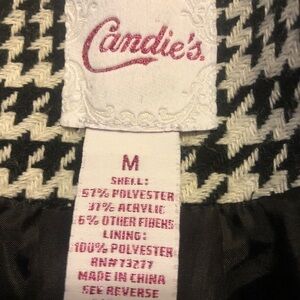 Candie's.
M
SHELL:
57% POLYESTER
37% ACRYLIC
6% OTHER FIBERS
LINING:
100% POLYESTER
RN#73277
MADE IN CHINA
SEE REVERSE